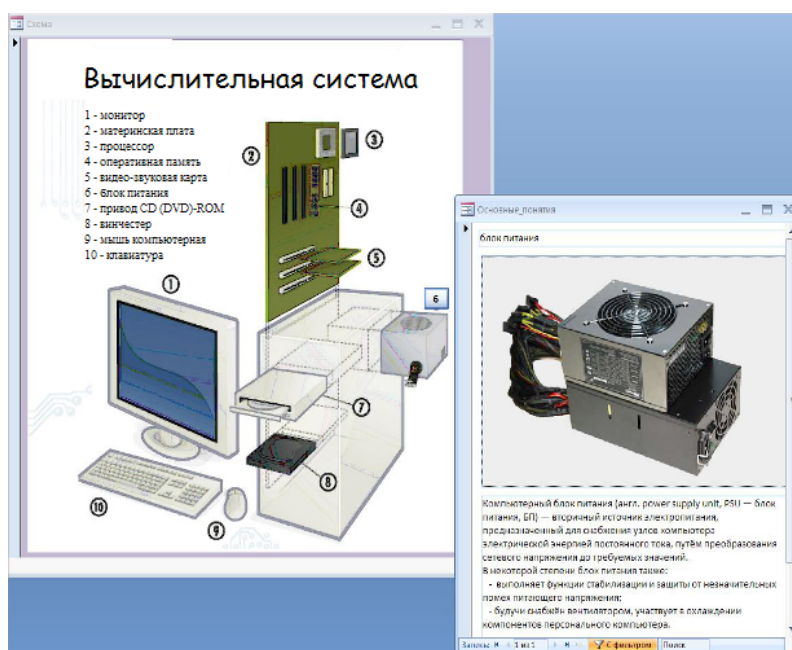 Схема
Вычислительная система
1 - монитор
2 - материнская плата
3 - процессор
4 - оперативная память
5 - видео-звуковая карта
6 - блок питания
7 - привод CD (DVD)-ROM
8 - винчестер
9 - мышь компьютерная
10 - клавиатура
2
3
4
5
1
6
7
8
10
9
Основные_понятия
блок питания
Компьютерный блок питания (англ. power supply unit, PSU — блок
питания, БП) — вторичный источник электропитания,
предназначенный для снабжения узлов компьютера
электрической энергией постоянного тока, путём преобразования
сетевого напряжения до требуемых значений.
В некоторой степени блок питания также:
- выполняет функции стабилизации и защиты от незначительных
помех питающего напряжения;
- будучи снабжён вентилятором, участвует в охлаждении
компонентов персонального компьютера.
Запись: 1 из 1 С фильтром Поиск